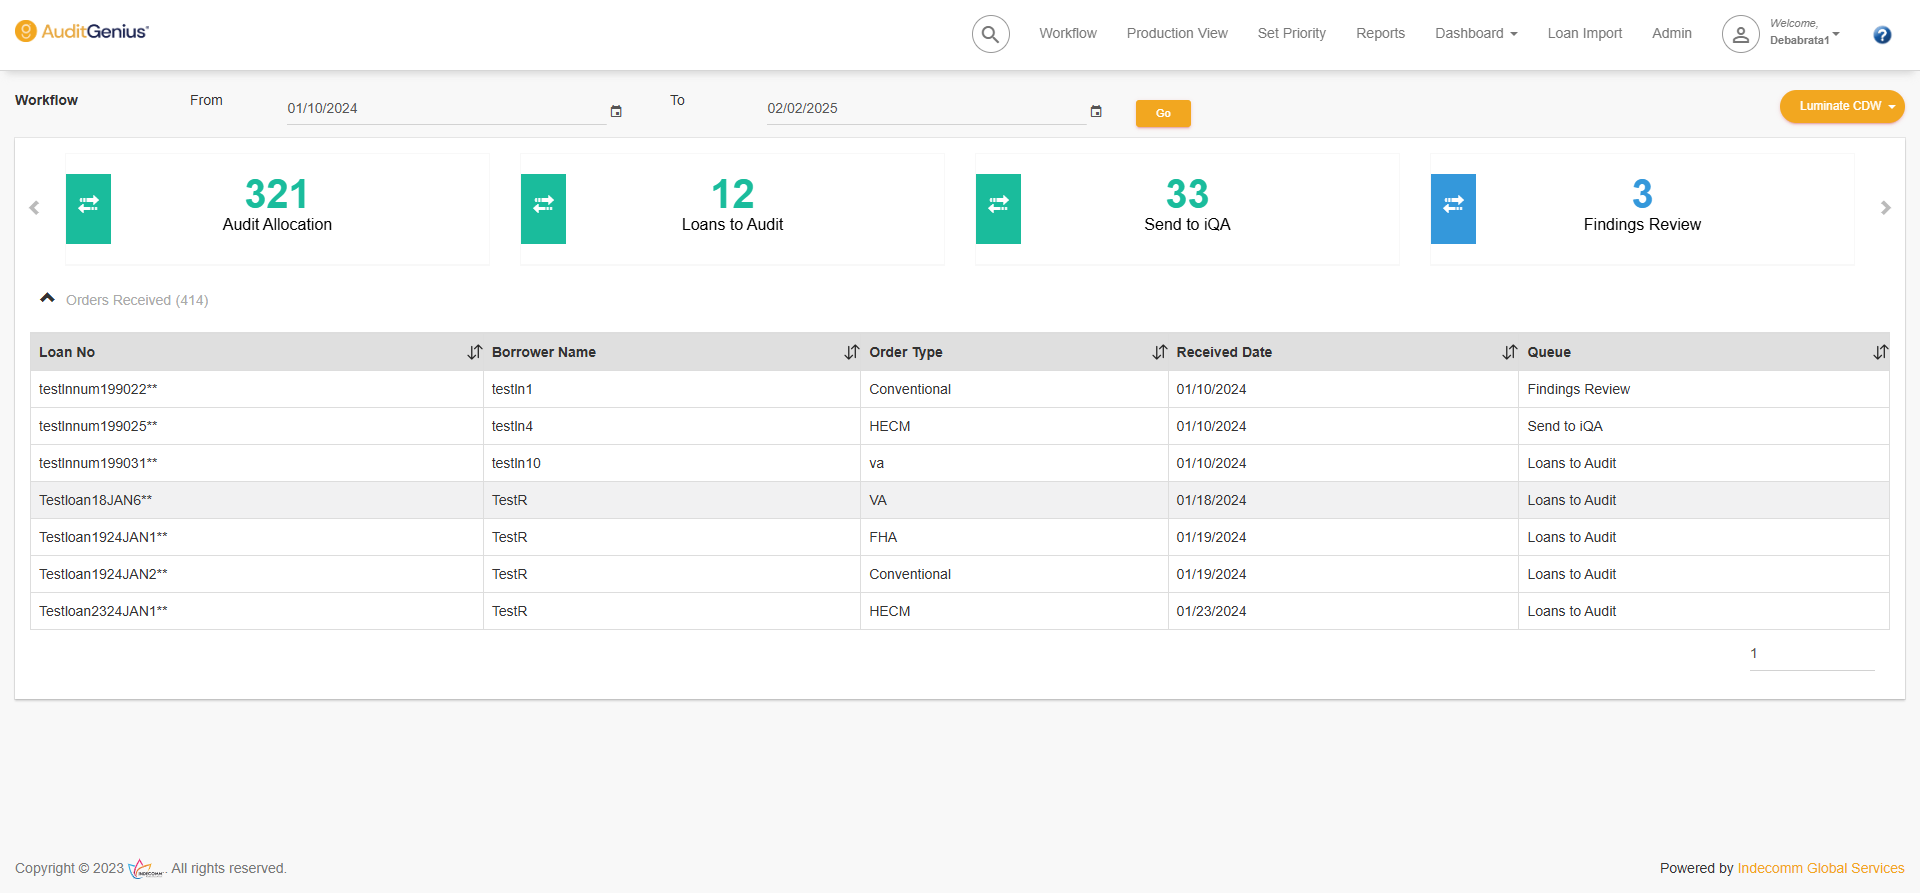 AuditGenius
Workflow Production View Set Priority Reports Dashboard Loan Import Admin Welcome, Debabrata1 ?
Workflow From 01/10/2024 To 02/02/2025 Go Luminate CDW
321 12 33 3
Audit Allocation Loans to Audit Send to iQA Findings Review
Orders Received (414)
Loan No Borrower Name Order Type Received Date Queue
testlnnum199022** testln1 Conventional 01/10/2024 Findings Review
testlnnum199025** testln4 HECM 01/10/2024 Send to iQA
testlnnum199031** testln10 va 01/10/2024 Loans to Audit
Testloan18JAN6** TestR VA 01/18/2024 Loans to Audit
Testloan1924JAN1** TestR FHA 01/19/2024 Loans to Audit
Testloan1924JAN2** TestR Conventional 01/19/2024 Loans to Audit
Testloan2324JAN1** TestR HECM 01/23/2024 Loans to Audit
1
Copyright © 2023 INDECOMM. All rights reserved. Powered by Indecomm Global Services